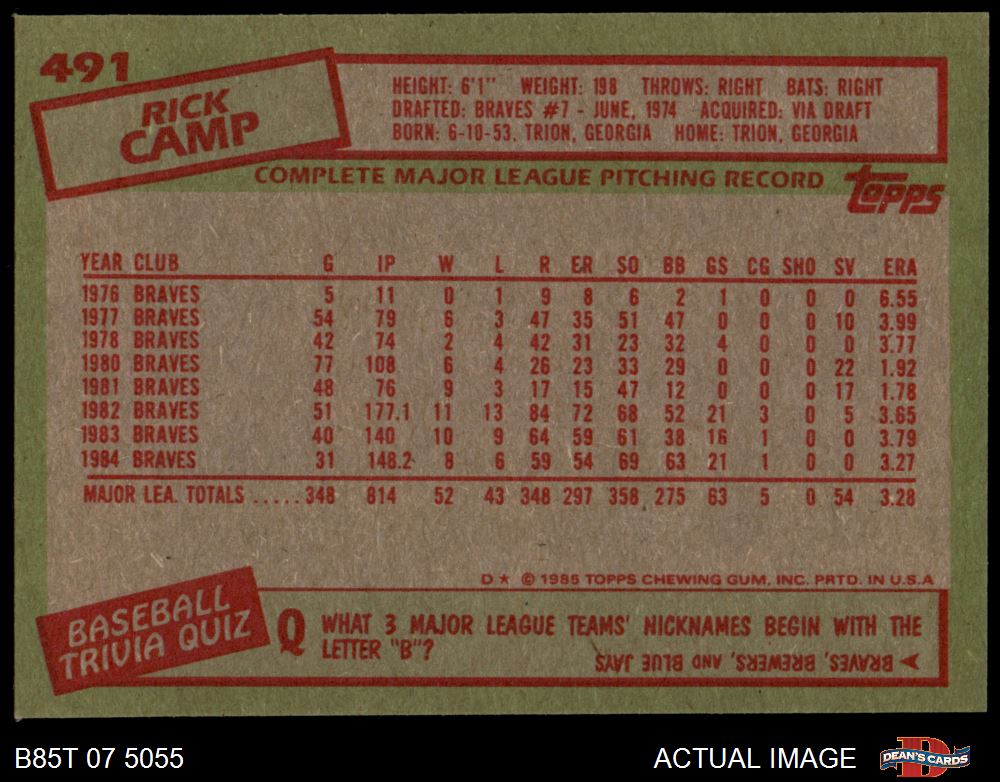 491
RICK
CAMP
HEIGHT: 6'1" WEIGHT: 198 THROWS: RIGHT BATS: RIGHT
DRAFTED: BRAVES #7 - JUNE, 1974 ACQUIRED: VIA DRAFT
BORN: 6-10-53, TRION, GEORGIA HOME: TRION, GEORGIA
COMPLETE MAJOR LEAGUE PITCHING RECORD
topps
YEAR CLUB G IP W L R ER SO BB GS CG SHO SV ERA
1976 BRAVES 5 11 0 1 9 8 6 2 1 0 0 0 6.55
1977 BRAVES 54 79 6 3 47 35 51 47 0 0 0 10 3.99
1978 BRAVES 42 74 2 4 42 31 23 32 4 0 0 0 3.77
1980 BRAVES 77 108 6 4 26 23 33 29 0 0 0 22 1.92
1981 BRAVES 48 76 9 3 17 15 47 12 0 0 0 17 1.78
1982 BRAVES 51 177.1 11 13 84 72 68 52 21 3 0 5 3.65
1983 BRAVES 40 140 10 9 64 59 61 38 16 1 0 0 3.79
1984 BRAVES 31 148.2 8 6 59 54 69 63 21 1 0 0 3.27
MAJOR LEA. TOTALS ..... 348 814 52 43 348 297 358 275 63 5 0 54 3.28
D★ © 1985 TOPPS CHEWING GUM, INC. PRTD. IN U.S.A
BASEBALL
TRIVIA QUIZ
Q WHAT 3 MAJOR LEAGUE TEAMS' NICKNAMES BEGIN WITH THE
LETTER "B"?
A BRAVES, BREWERS, AND BLUE JAYS
B85T 07 5055
ACTUAL IMAGE
DEAN'S CARDS